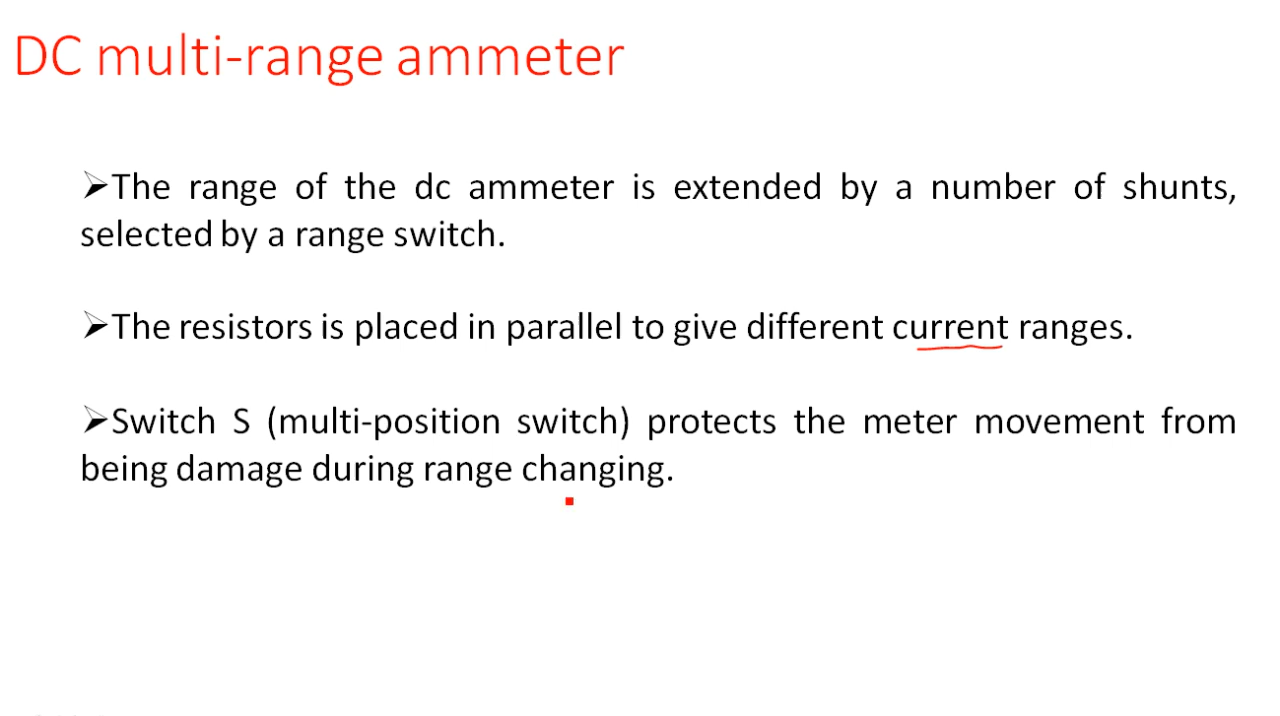 DC multi-range ammeter
➢The range of the dc ammeter is extended by a number of shunts,
selected by a range switch.
➢The resistors is placed in parallel to give different current ranges.
➢Switch S (multi-position switch) protects the meter movement from
being damage during range changing.